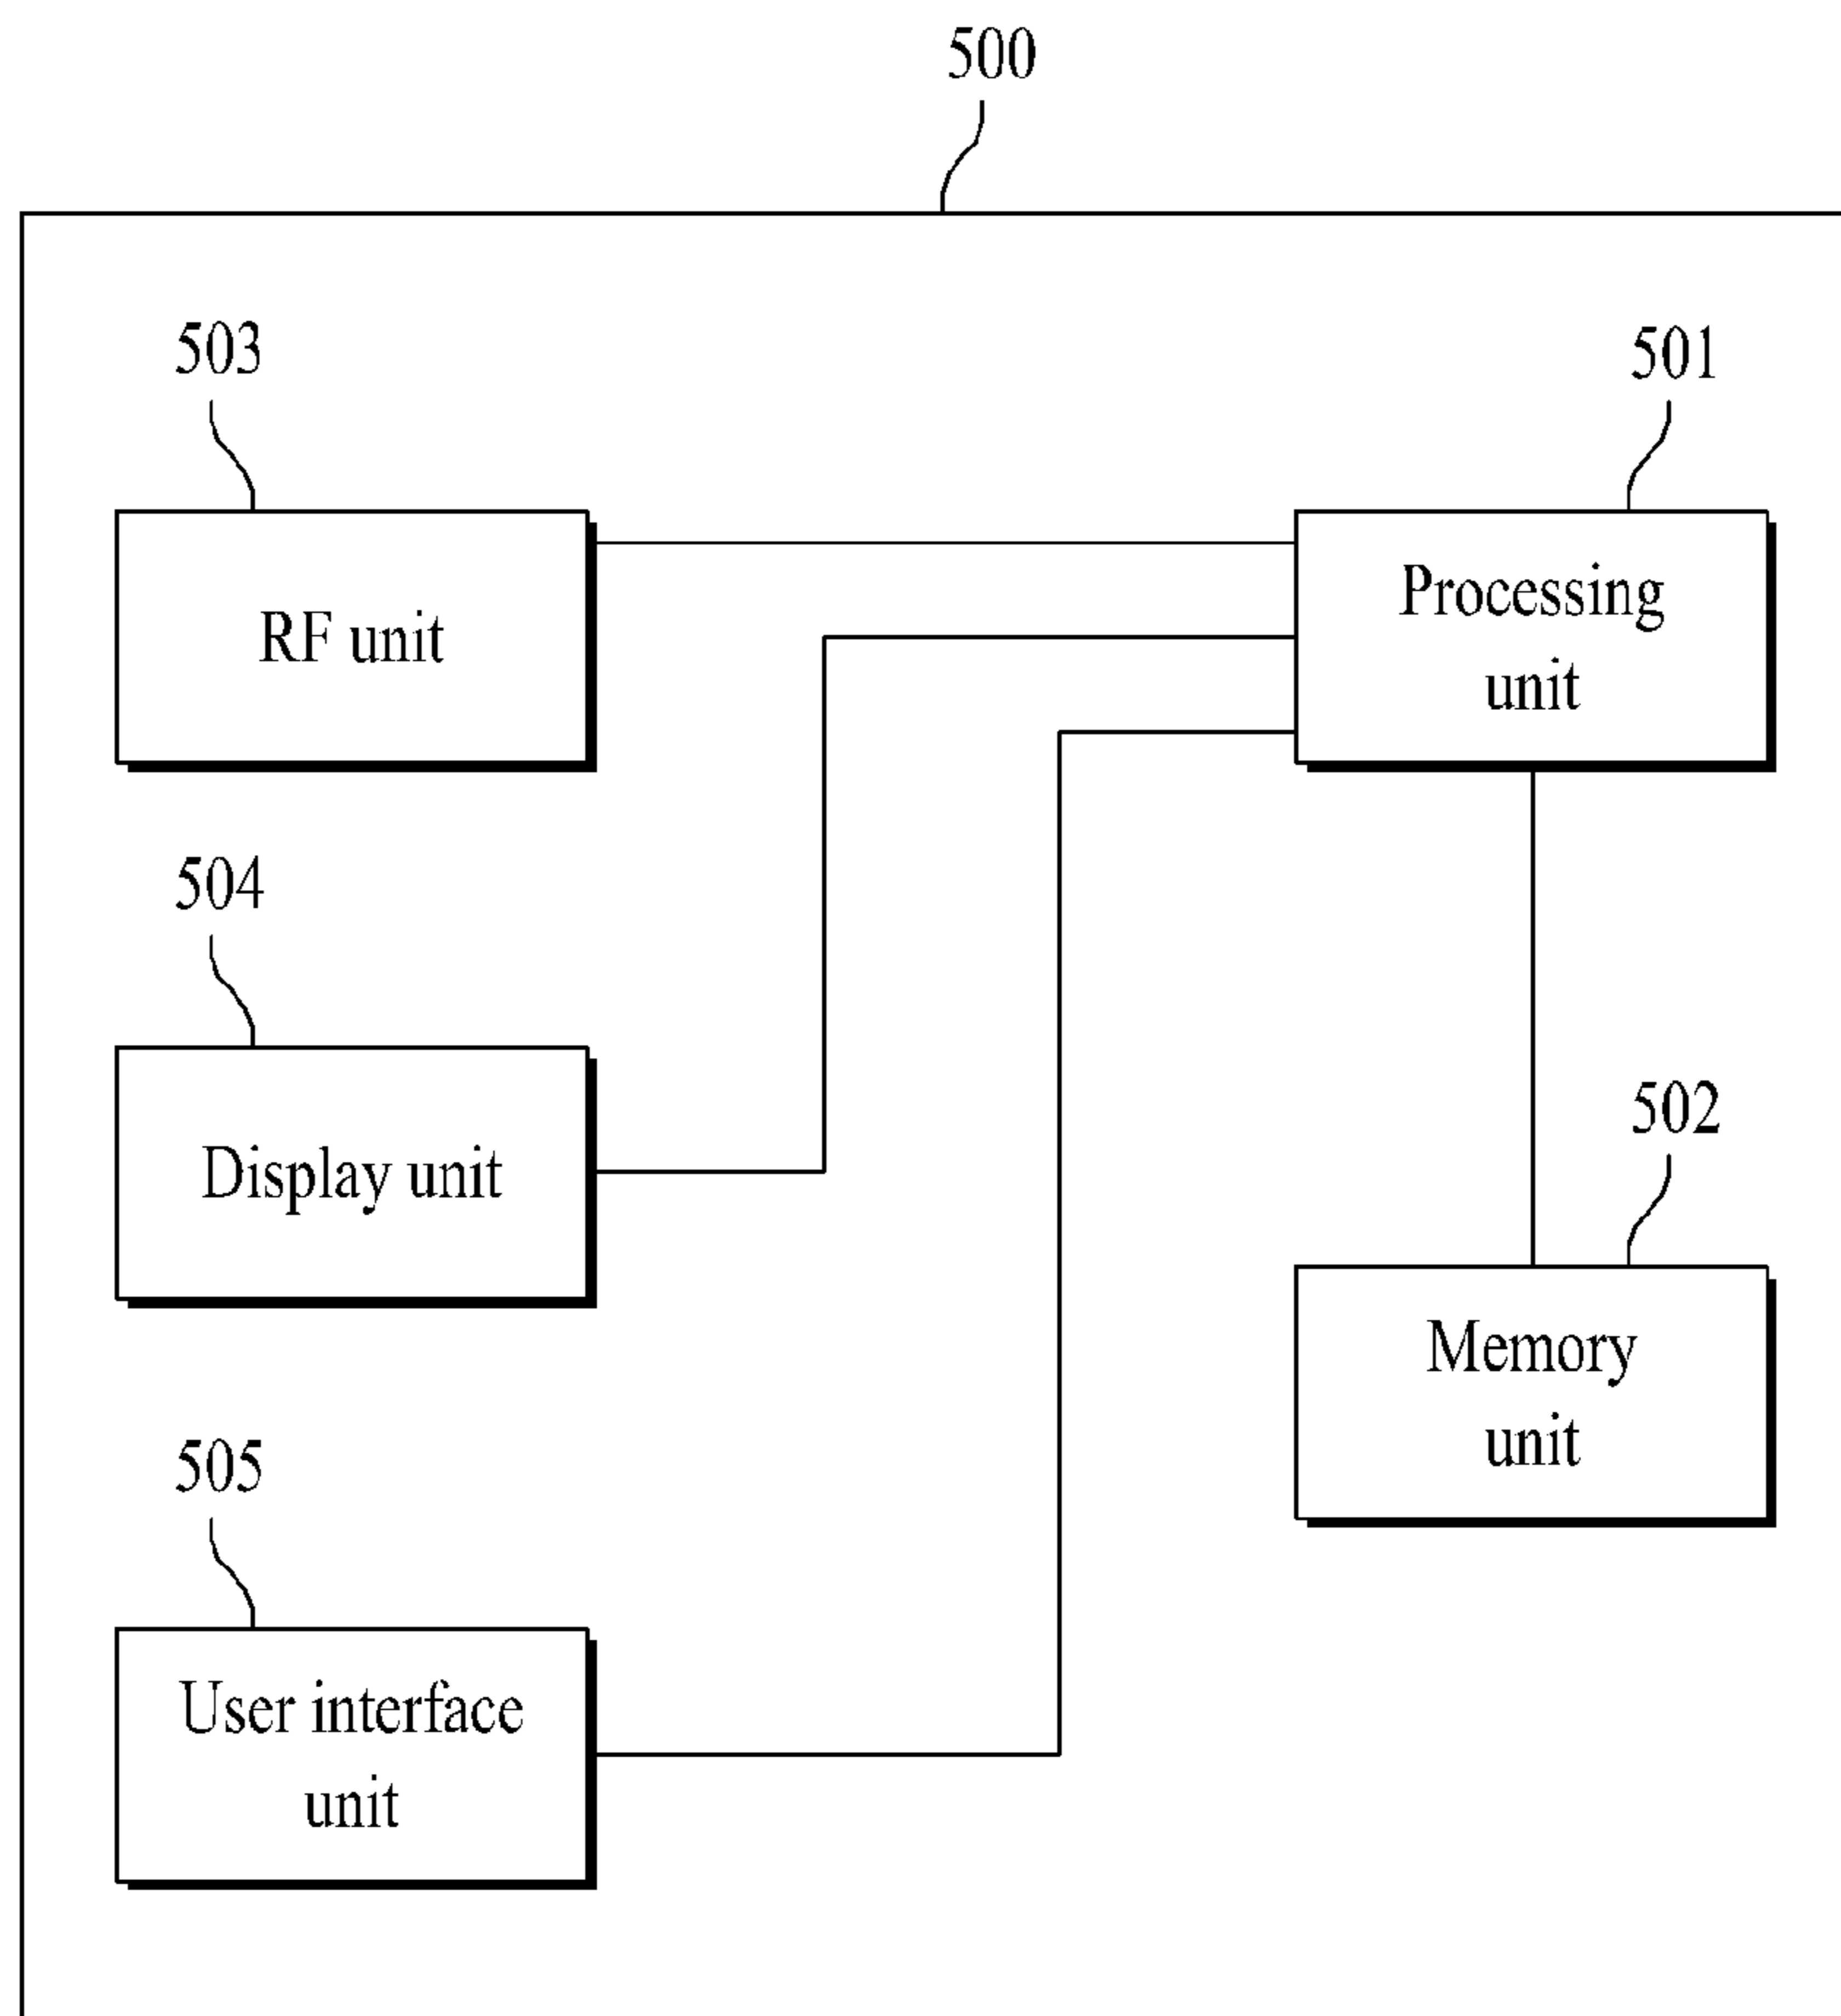 500
503
501
RF unit
Processing
unit
504
502
Display unit
Memory
unit
505
User interface
unit